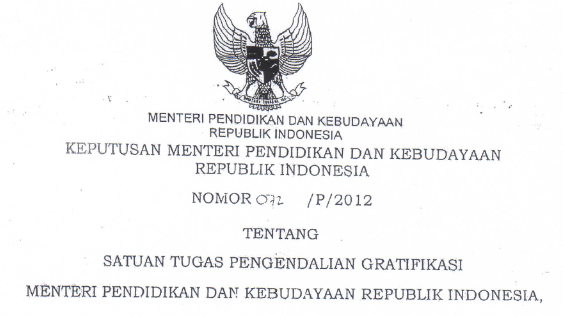 MENTERI PENDIDIKAN DAN KEBUDAYAAN
REPUBLIK INDONESIA
KEPUTUSAN MENTERI PENDIDIKAN DAN KEBUDAYAAN
REPUBLIK INDONESIA
NOMOR 072 /P/2012
TENTANG
SATUAN TUGAS PENGENDALIAN GRATIFIKASI
MENTERI PENDIDIKAN DAN KEBUDAYAAN REPUBLIK INDONESIA,